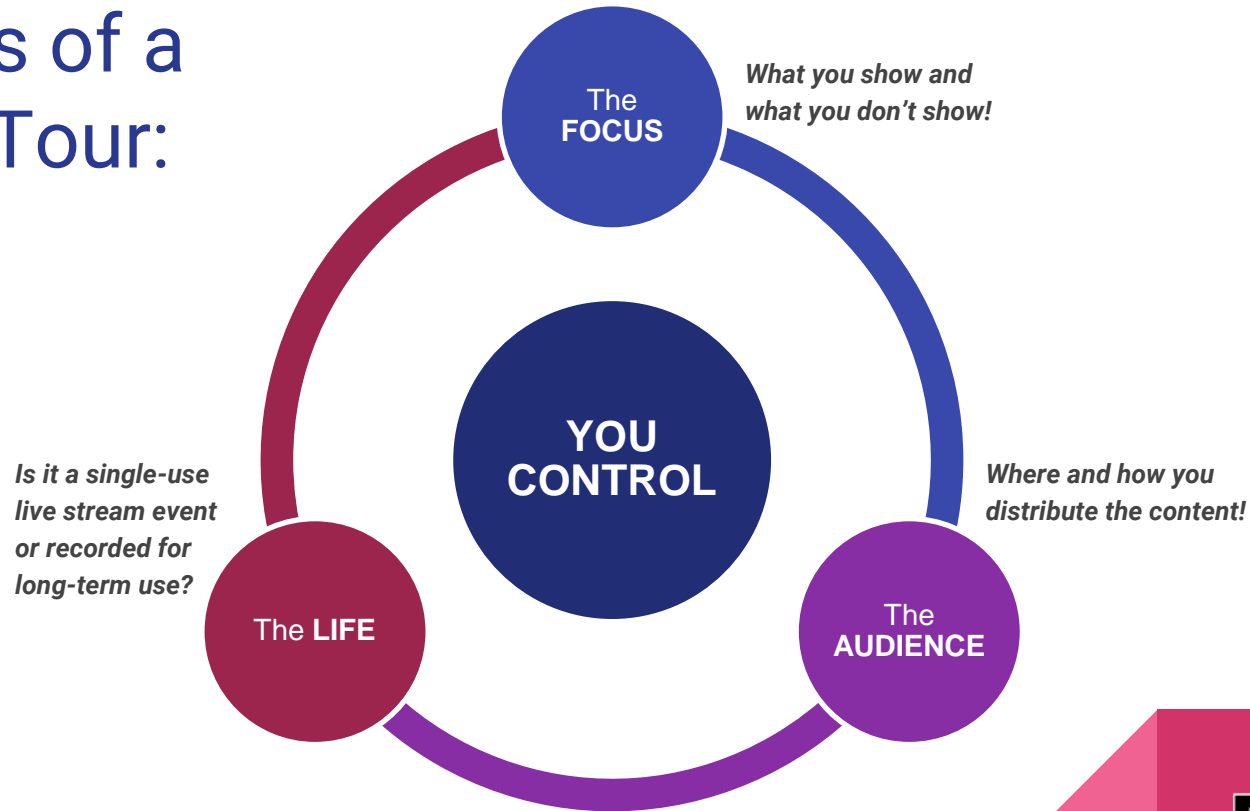 s of a
Tour:
The
FOCUS
What you show and
what you don’t show!
YOU
CONTROL
Is it a single-use
live stream event
or recorded for
long-term use?
Where and how you
distribute the content!
The LIFE
The
AUDIENCE